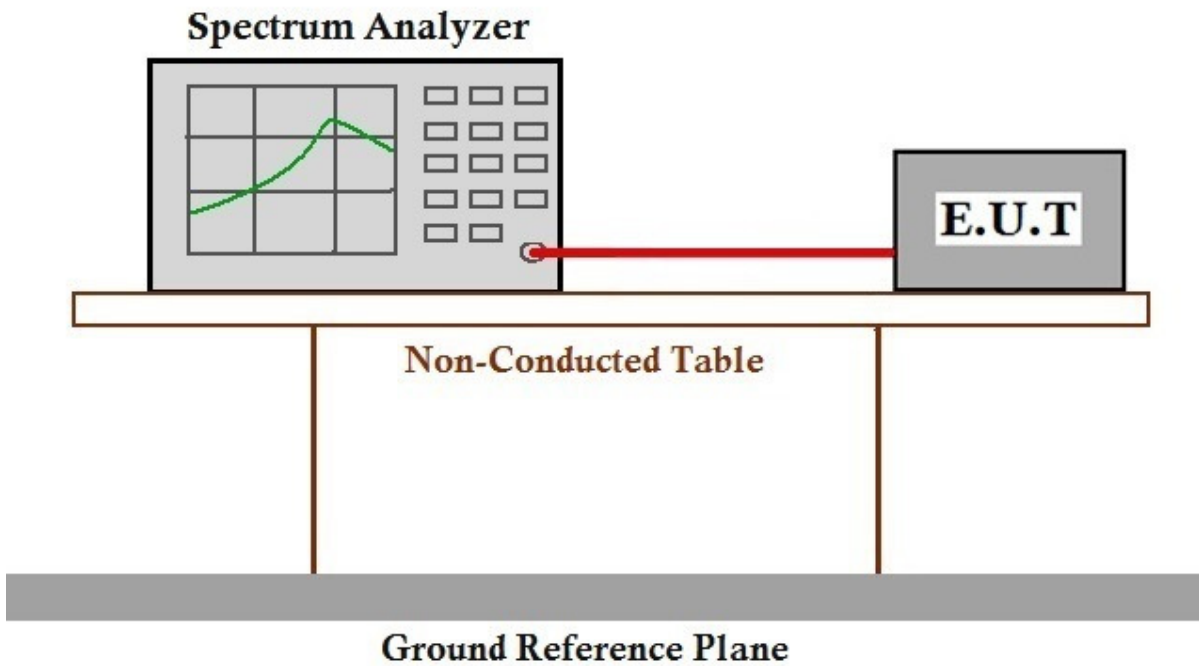 Spectrum Analyzer
E.U.T
Non-Conducted Table
Ground Reference Plane